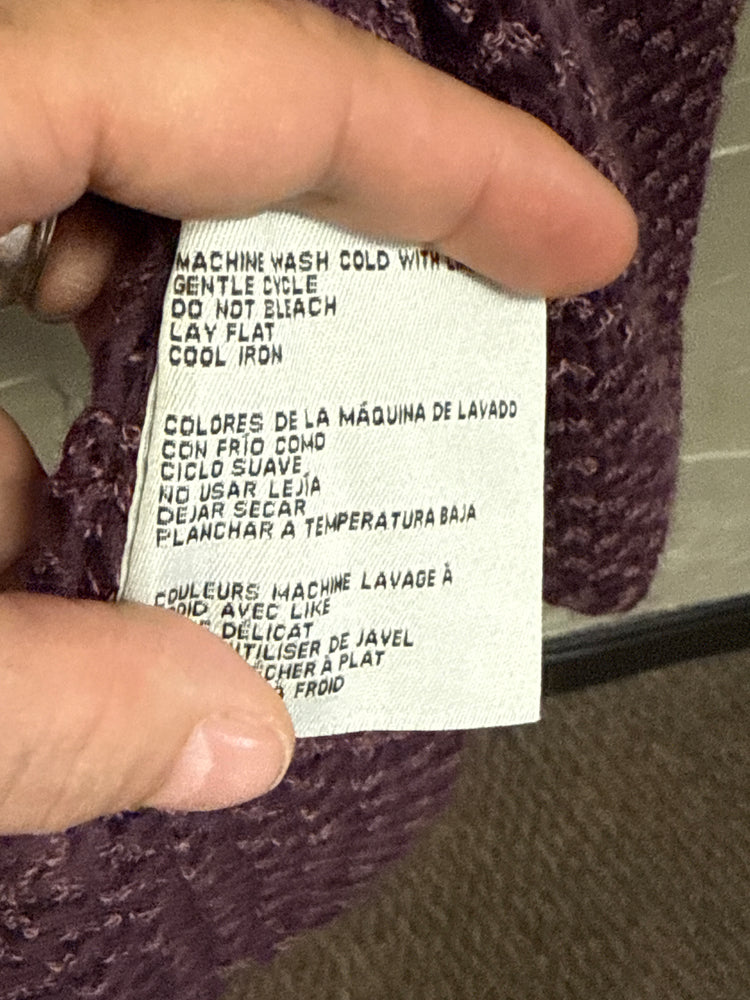 MACHINE WASH COLD WITH
GENTLE CYCLE
DO NOT BLEACH
LAY FLAT
COOL IRON
COLORES DE LA MÁQUINA DE LAVADO
CON FRÍO COMO
CICLO SUAVE
NO USAR LEJÍA
DEJAR SECAR
PLANCHAR A TEMPERATURA BAJA
COULEURS MACHINE LAVAGE À
AVEC LIKE
DÉLICAT
UTILISER DE JAVEL
À PLAT
FROID